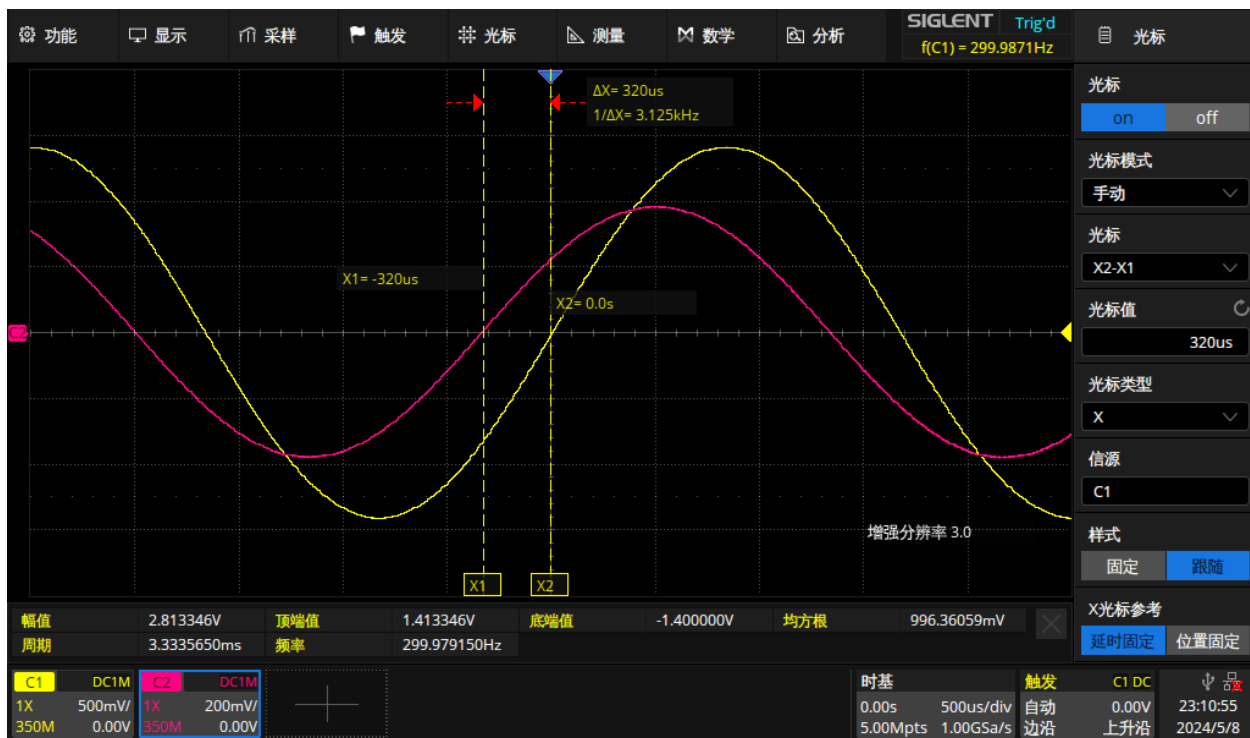 功能 显示 采样 触发 光标 测量 数学 分析
SIGLENT Trig'd
f(C1) = 299.9871Hz
光标
ΔX= 320us
1/ΔX= 3.125kHz
X1= -320us
X2= 0.0s
C2
增强分辨率 3.0
X1 X2
光标
on off
光标模式
手动
光标
X2-X1
光标值
320us
光标类型
X
信源
C1
样式
固定 跟随
X光标参考
延时固定 位置固定
幅值 2.813346V 顶端值 1.413346V 底端值 -1.400000V 均方根 996.36059mV
周期 3.3335650ms 频率 299.979150Hz
C1 DC1M
1X 500mV/
350M 0.00V
C2 DC1M
1X 200mV/
350M 0.00V
时基
0.00s 500us/div
5.00Mpts 1.00GSa/s
触发 C1 DC
自动 0.00V
边沿 上升沿
23:10:55
2024/5/8